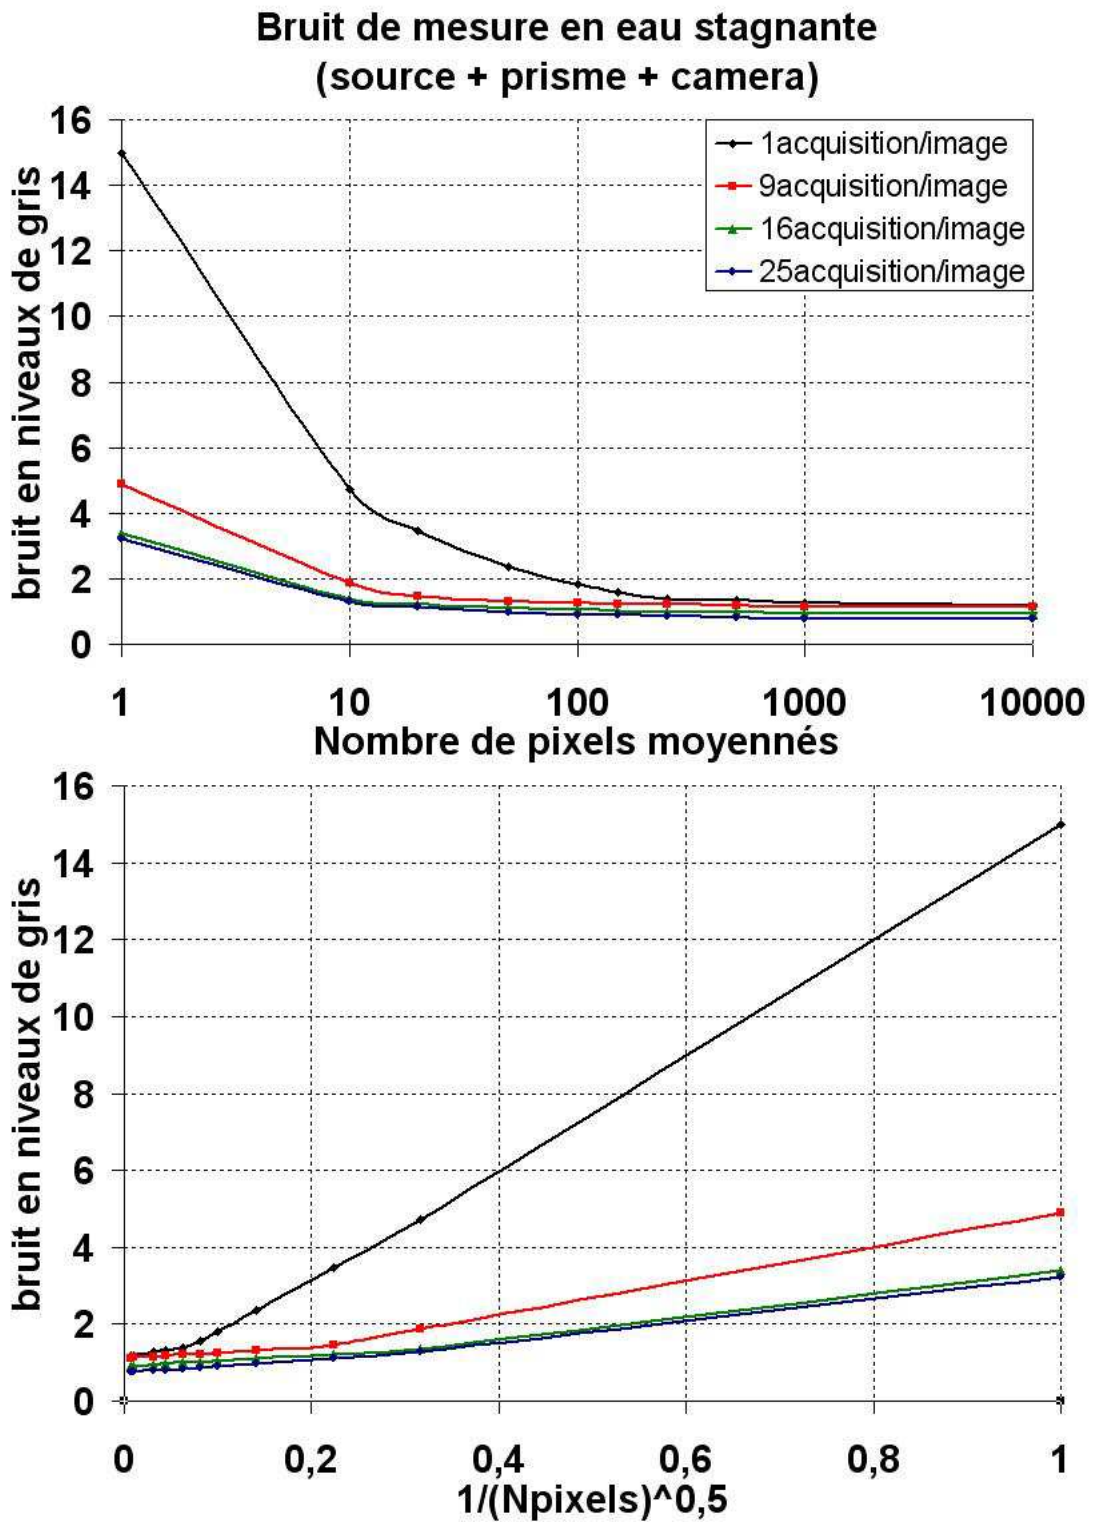 Bruit de mesure en eau stagnante
(source + prisme + camera)
bruit en niveaux de gris
16
14
12
10
8
6
4
2
0
1acquisition/image
9acquisition/image
16acquisition/image
25acquisition/image
1 10 100 1000 10000
Nombre de pixels moyennés
bruit en niveaux de gris
16
14
12
10
8
6
4
2
0
0 0,2 0,4 0,6 0,8 1
1/(Npixels)^0,5